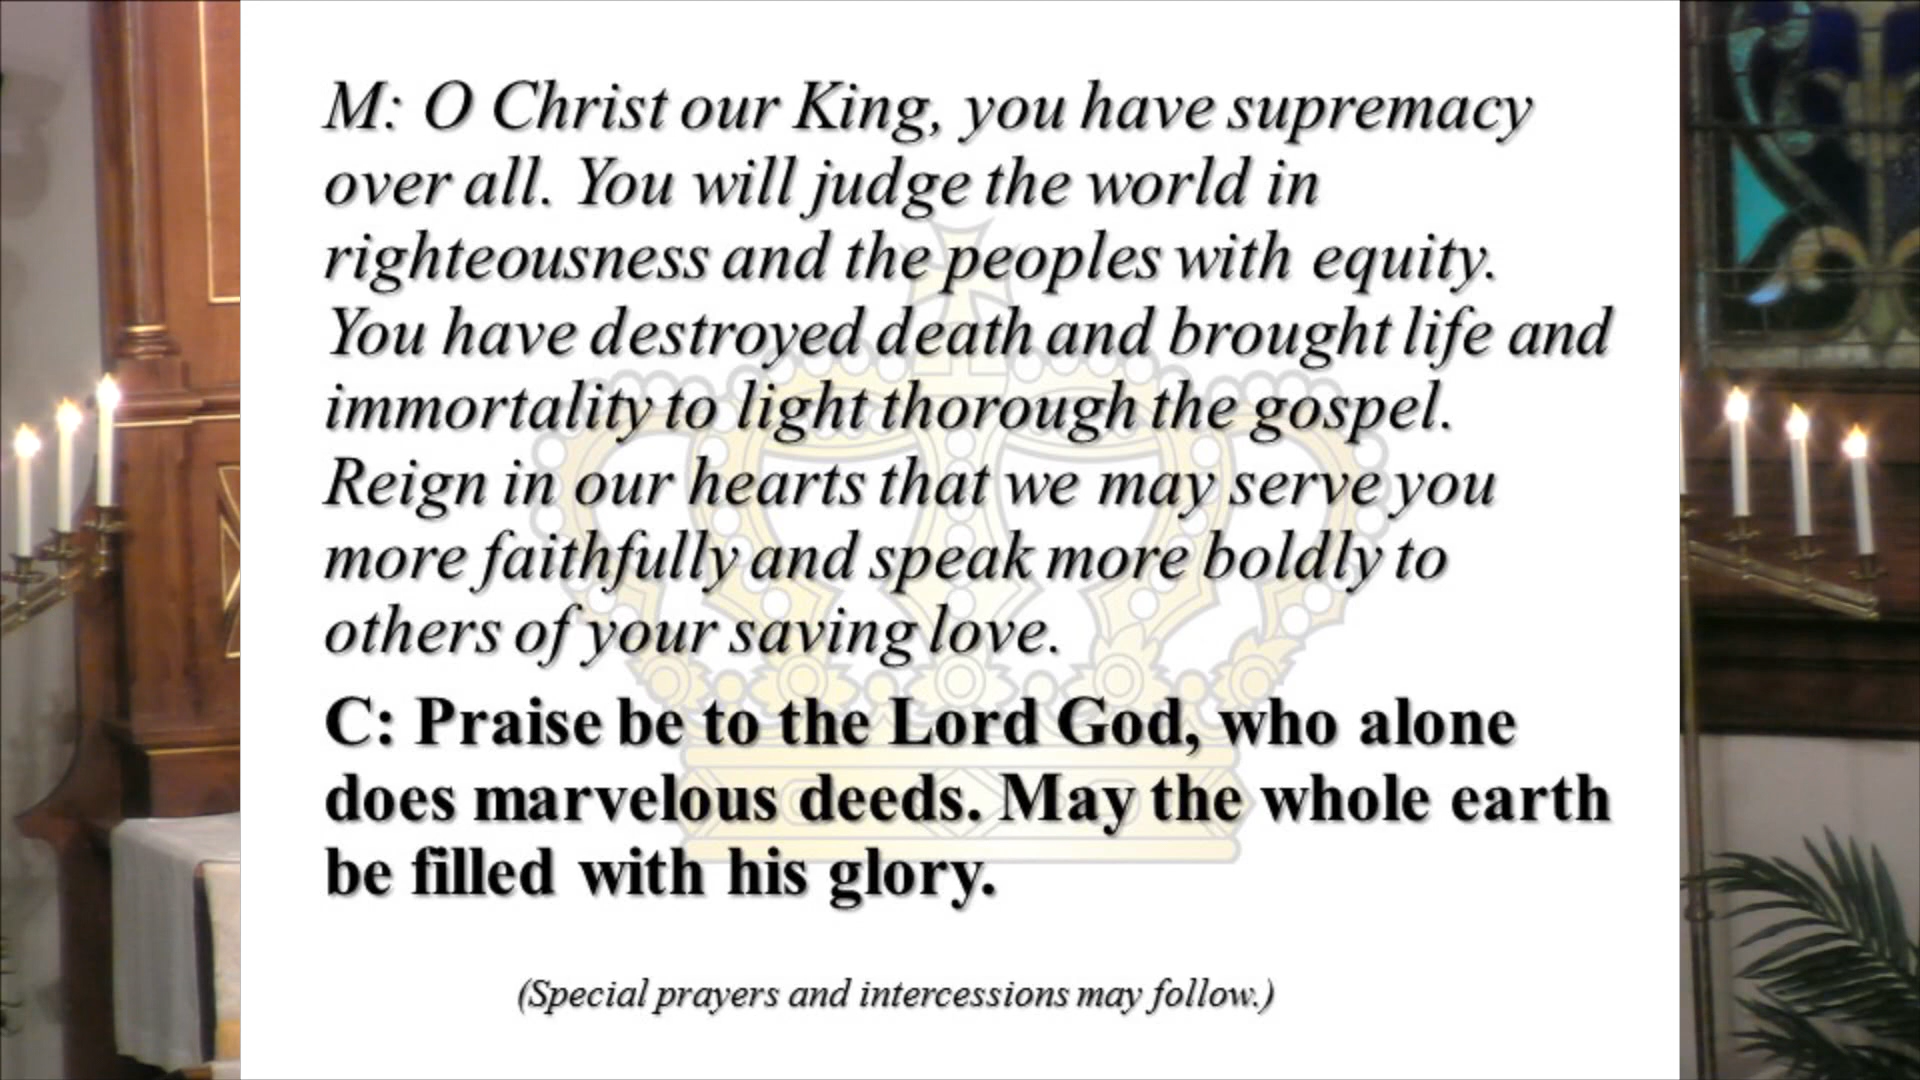 M: O Christ our King, you have supremacy
over all. You will judge the world in
righteousness and the peoples with equity.
You have destroyed death and brought life and
immortality to light thorough the gospel.
Reign in our hearts that we may serve you
more faithfully and speak more boldly to
others of your saving love.
C: Praise be to the Lord God, who alone
does marvelous deeds. May the whole earth
be filled with his glory.
(Special prayers and intercessions may follow.)